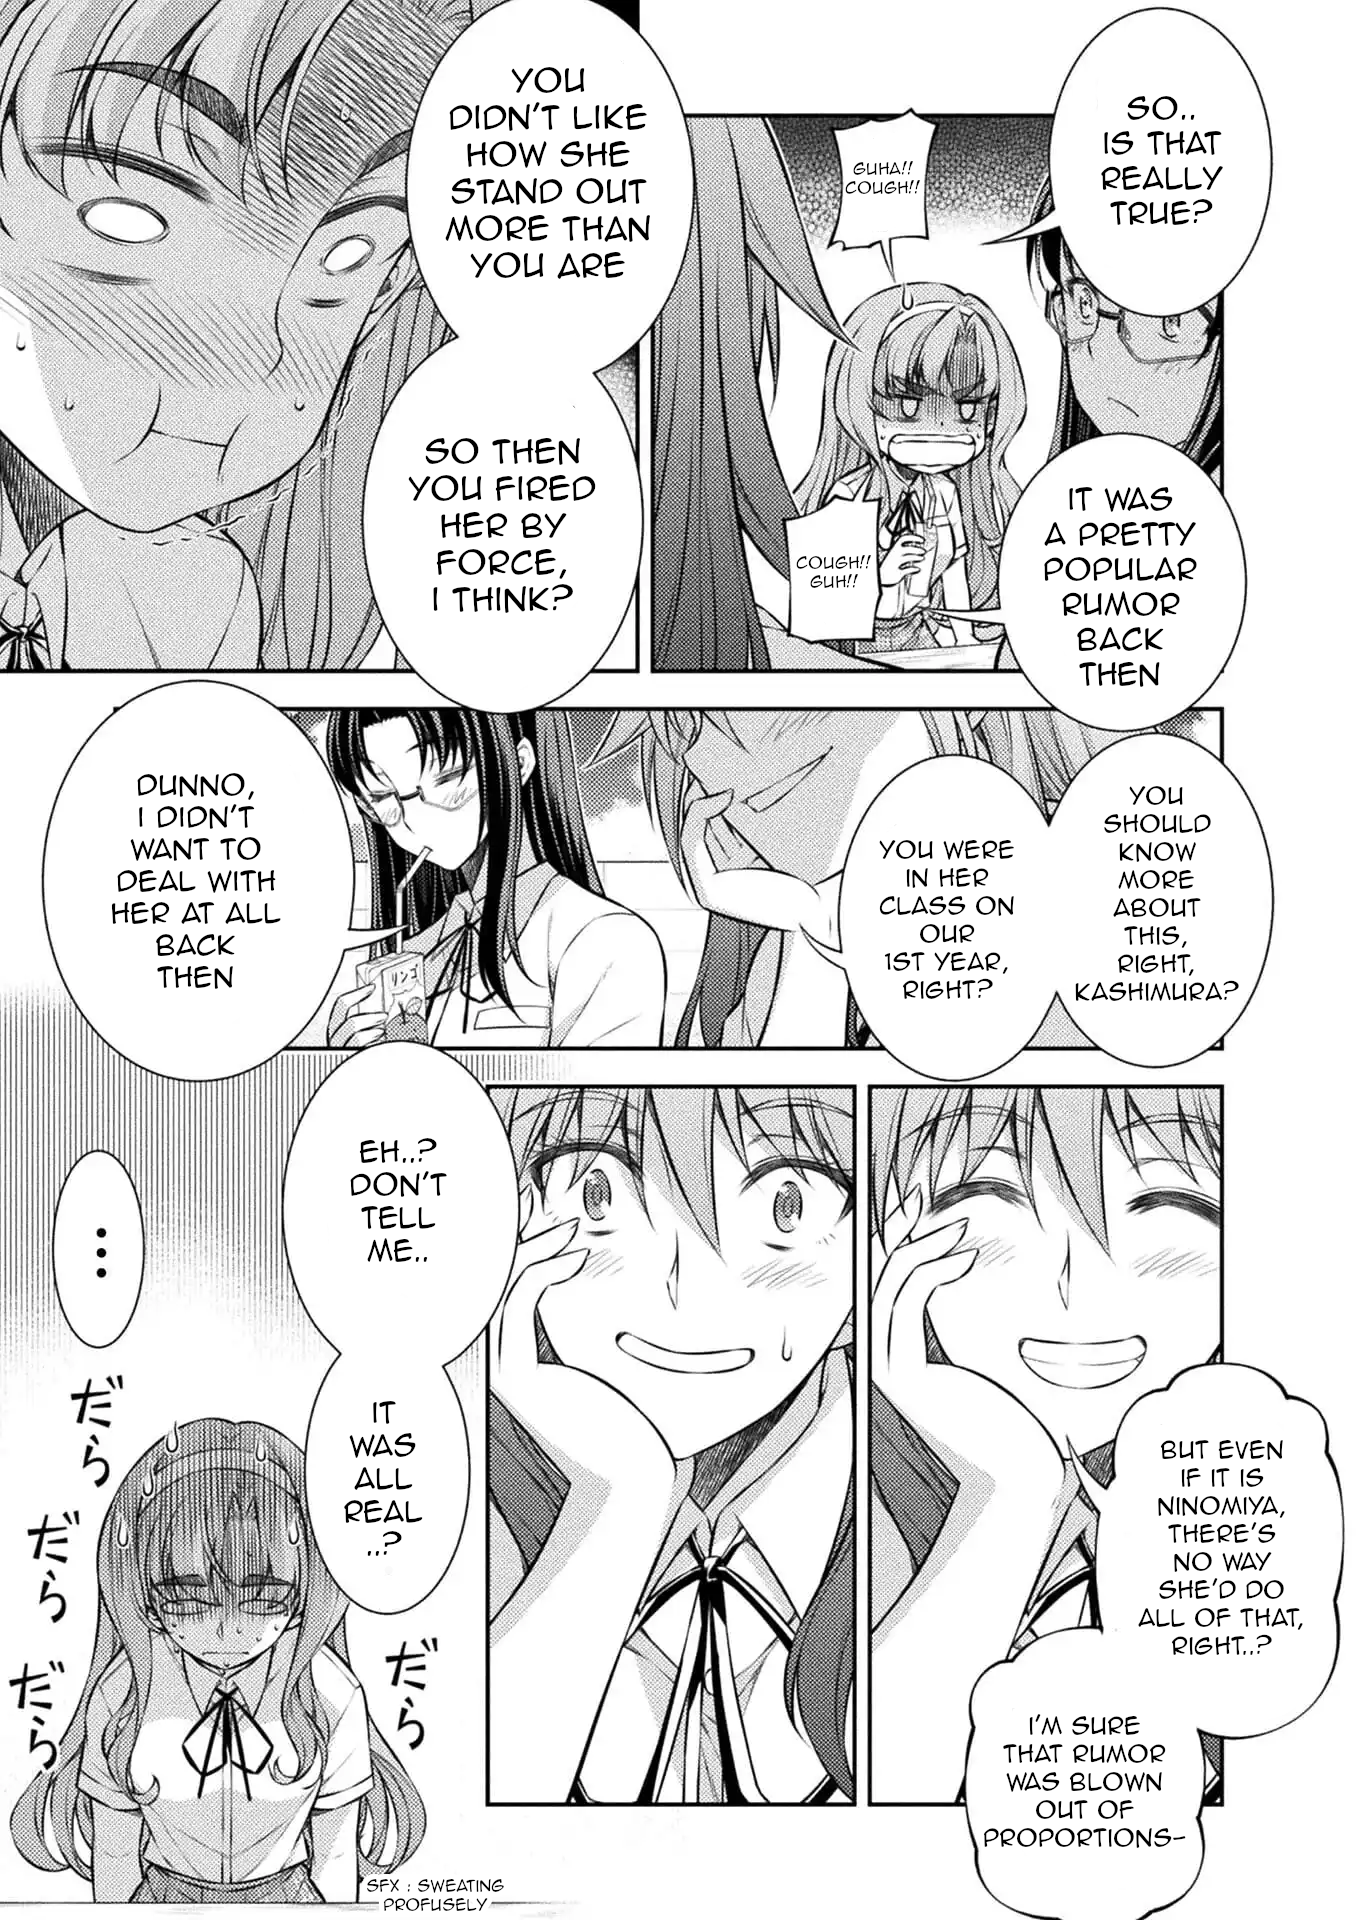 SO..
IS THAT
REALLY
TRUE?
GUHA!!
COUGH!!
IT WAS
A PRETTY
POPULAR
RUMOR
BACK
THEN
COUGH!!
GUH!!
YOU
DIDN'T LIKE
HOW SHE
STAND OUT
MORE THAN
YOU ARE
SO THEN
YOU FIRED
HER BY
FORCE,
I THINK?
YOU
SHOULD
KNOW
MORE
ABOUT
THIS,
RIGHT,
KASHIMURA?
YOU WERE
IN HER
CLASS ON
OUR
1ST YEAR,
RIGHT?
リンゴ
DUNNO,
I DIDN'T
WANT TO
DEAL WITH
HER AT ALL
BACK
THEN
BUT EVEN
IF IT IS
NINOMIYA,
THERE'S
NO WAY
SHE'D DO
ALL OF THAT,
RIGHT..?
I'M SURE
THAT RUMOR
WAS BLOWN
OUT OF
PROPORTIONS-
EH..?
DON'T
TELL
ME..
IT
WAS
ALL
REAL
..?
...
だら
だら
だら
だら
SFX : SWEATING
PROFUSELY